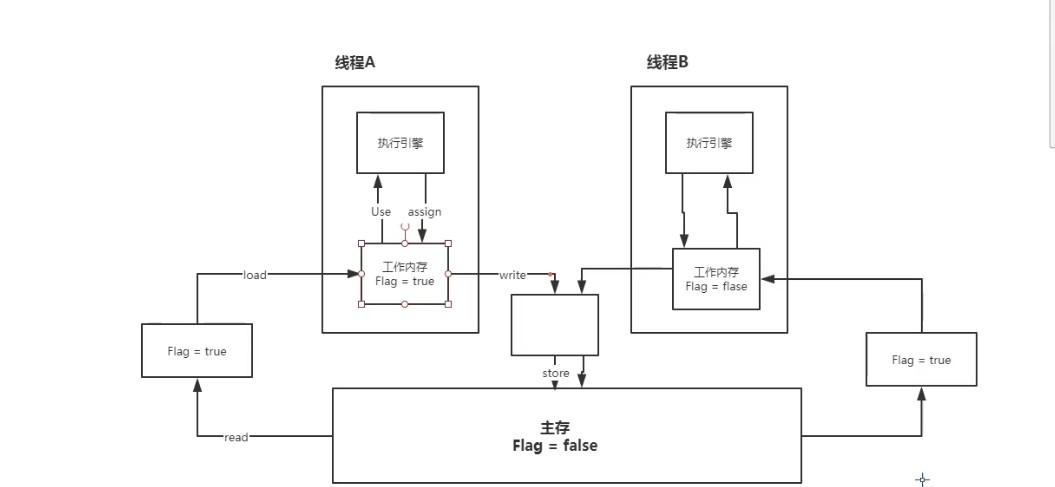 线程A
线程B
执行引擎
执行引擎
Use
assign
工作内存
Flag = true
工作内存
Flag = flase
load
write
Flag = true
Flag = true
store
主存
Flag = false
read